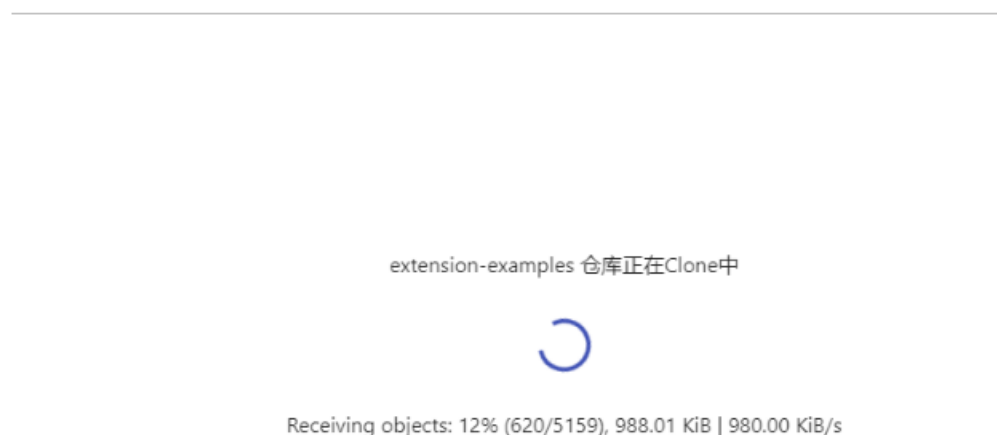 extension-examples 仓库正在Clone中
Receiving objects: 12% (620/5159), 988.01 KiB | 980.00 KiB/s